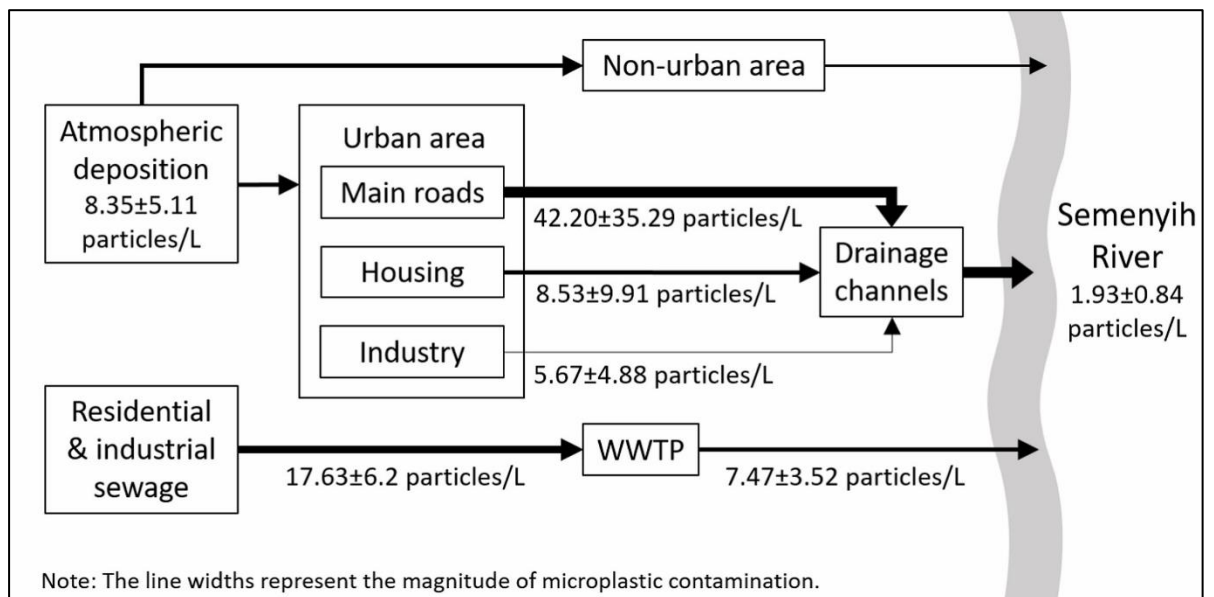 Non-urban area
Atmospheric
deposition
8.35±5.11
particles/L
Urban area
Main roads
42.20±35.29 particles/L
Housing
8.53±9.91 particles/L
Industry
5.67±4.88 particles/L
Drainage
channels
Semenyih
River
1.93±0.84
particles/L
Residential
& industrial
sewage
17.63±6.2 particles/L
WWTP
7.47±3.52 particles/L
Note: The line widths represent the magnitude of microplastic contamination.